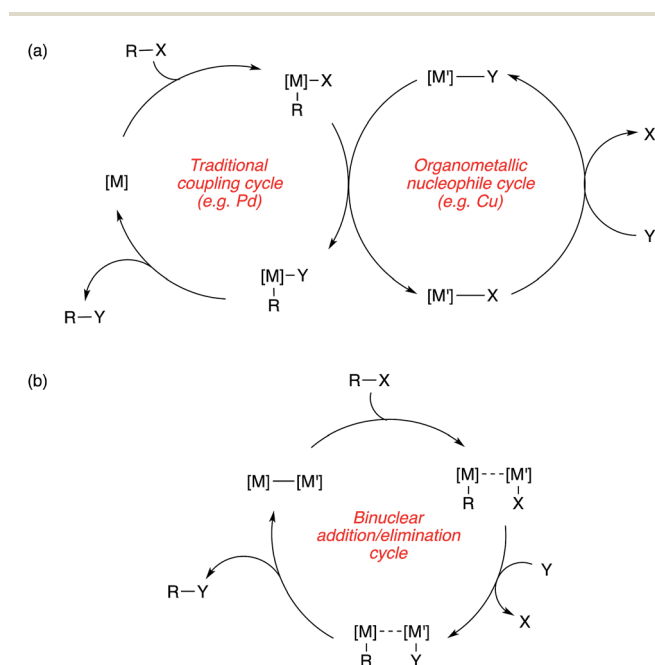 (a)
R–X
[M]–X
R
[M']—Y
X
Traditional
coupling cycle
(e.g. Pd)
Organometallic
nucleophile cycle
(e.g. Cu)
[M]
Y
[M]–Y
R
[M']—X
R–Y
(b)
R–X
[M]—[M']
[M]---[M']
R X
Binuclear
addition/elimination
cycle
Y
R–Y
X
[M]---[M']
R Y